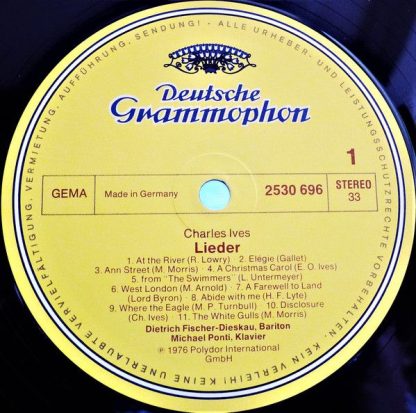 KEINE UNERLAUBTE VERVIELFÄLTIGUNG, VERMIETUNG, AUFFÜHRUNG, SENDUNG! - ALLE URHEBER- UND LEISTUNGSSCHUTZRECHTE VORBEHALTEN. KEIN VERLEIH!
Deutsche
Grammophon
1
GEMA
Made in Germany
2530 696
STEREO
33
Charles Ives
Lieder
1. At the River (R. Lowry) · 2. Elégie (Gallet)
3. Ann Street (M. Morris) · 4. A Christmas Carol (E. O. Ives)
5. from "The Swimmers" (L. Untermeyer)
6. West London (M. Arnold) · 7. A Farewell to Land
(Lord Byron) · 8. Abide with me (H. F. Lyte)
9. Where the Eagle (M. P. Turnbull) · 10. Disclosure
(Ch. Ives) · 11. The White Gulls (M. Morris)
Dietrich Fischer-Dieskau, Bariton
Michael Ponti, Klavier
℗ 1976 Polydor International
GmbH